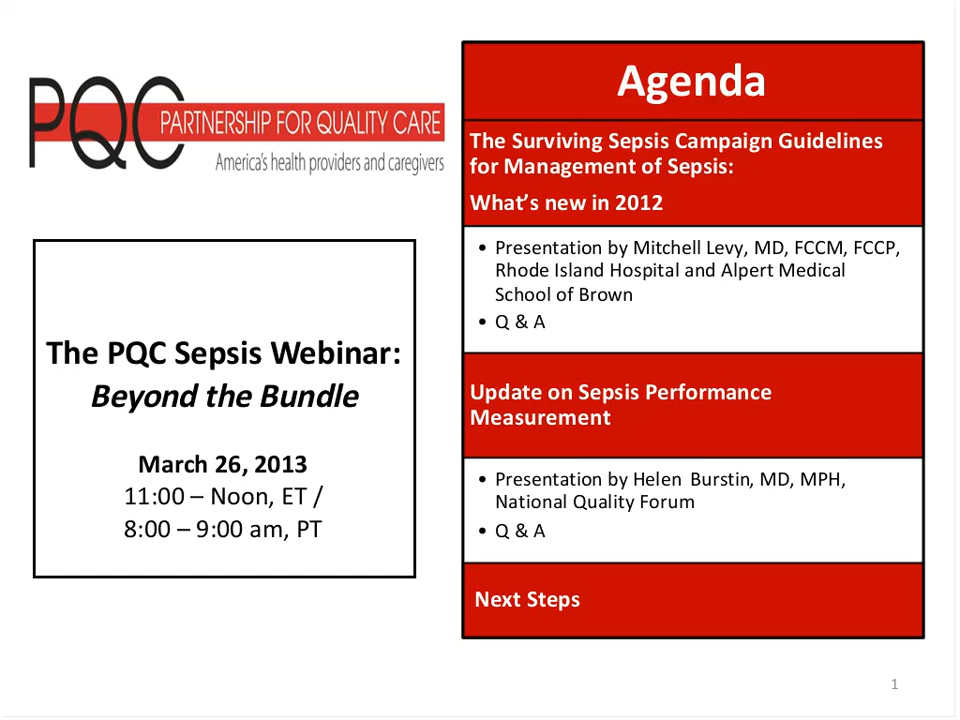 PQC PARTNERSHIP FOR QUALITY CARE
America's health providers and caregivers
The PQC Sepsis Webinar:
Beyond the Bundle
March 26, 2013
11:00 – Noon, ET /
8:00 – 9:00 am, PT
Agenda
The Surviving Sepsis Campaign Guidelines
for Management of Sepsis:
What's new in 2012
• Presentation by Mitchell Levy, MD, FCCM, FCCP,
Rhode Island Hospital and Alpert Medical
School of Brown
• Q & A
Update on Sepsis Performance
Measurement
• Presentation by Helen Burstin, MD, MPH,
National Quality Forum
• Q & A
Next Steps
1